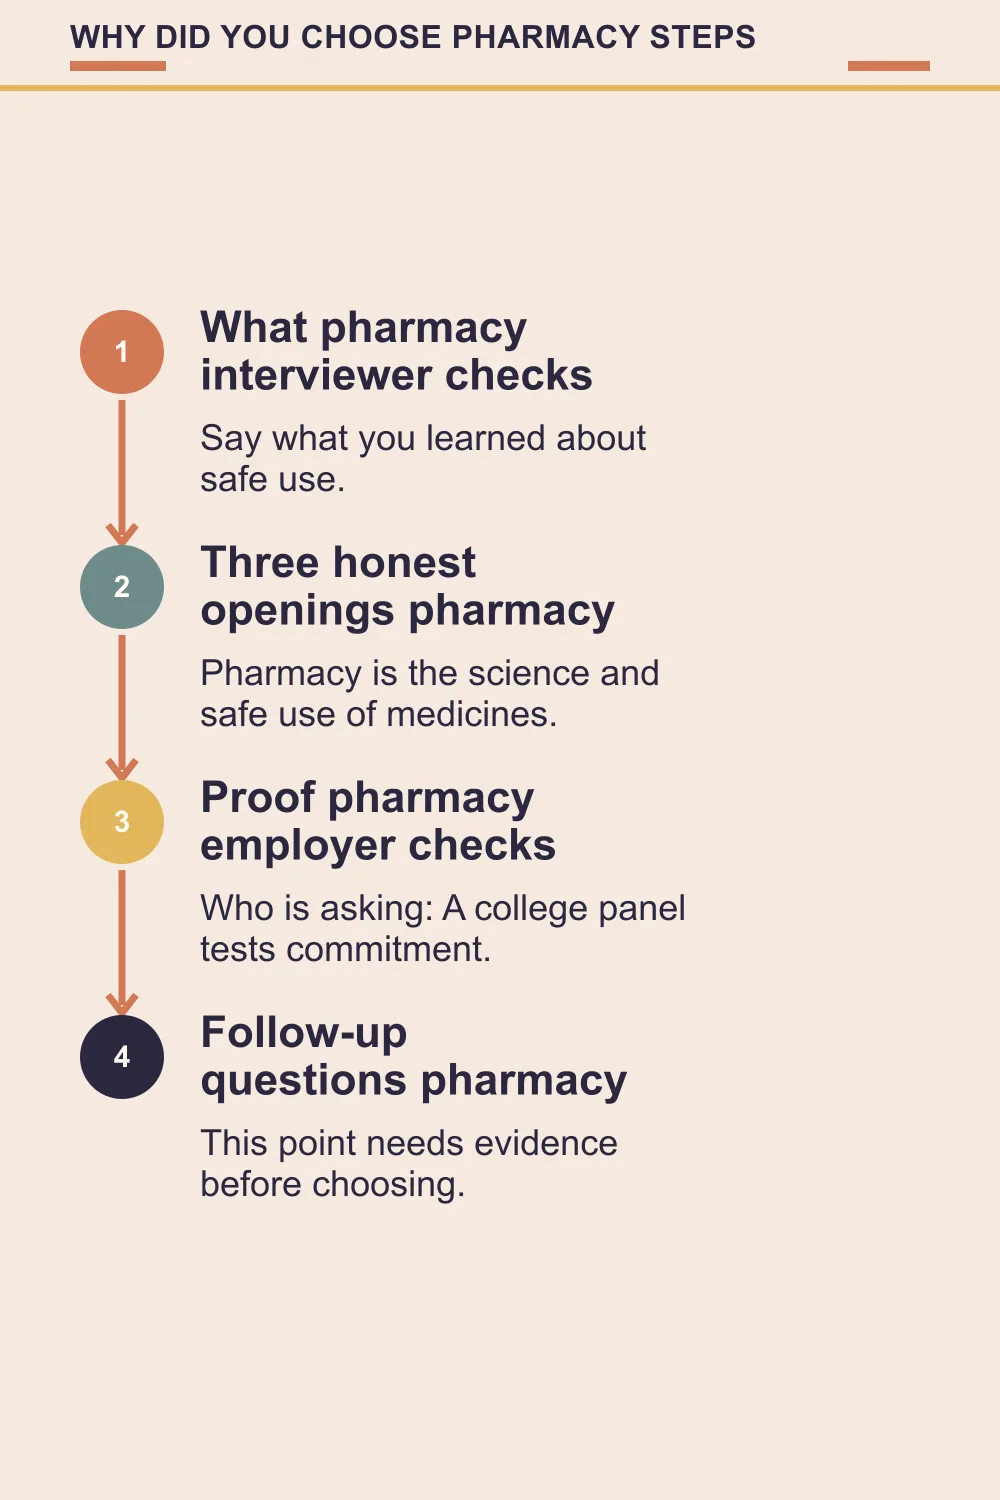 WHY DID YOU CHOOSE PHARMACY STEPS
1
What pharmacy
interviewer checks
Say what you learned about
safe use.
2
Three honest
openings pharmacy
Pharmacy is the science and
safe use of medicines.
3
Proof pharmacy
employer checks
Who is asking: A college panel
tests commitment.
4
Follow-up
questions pharmacy
This point needs evidence
before choosing.